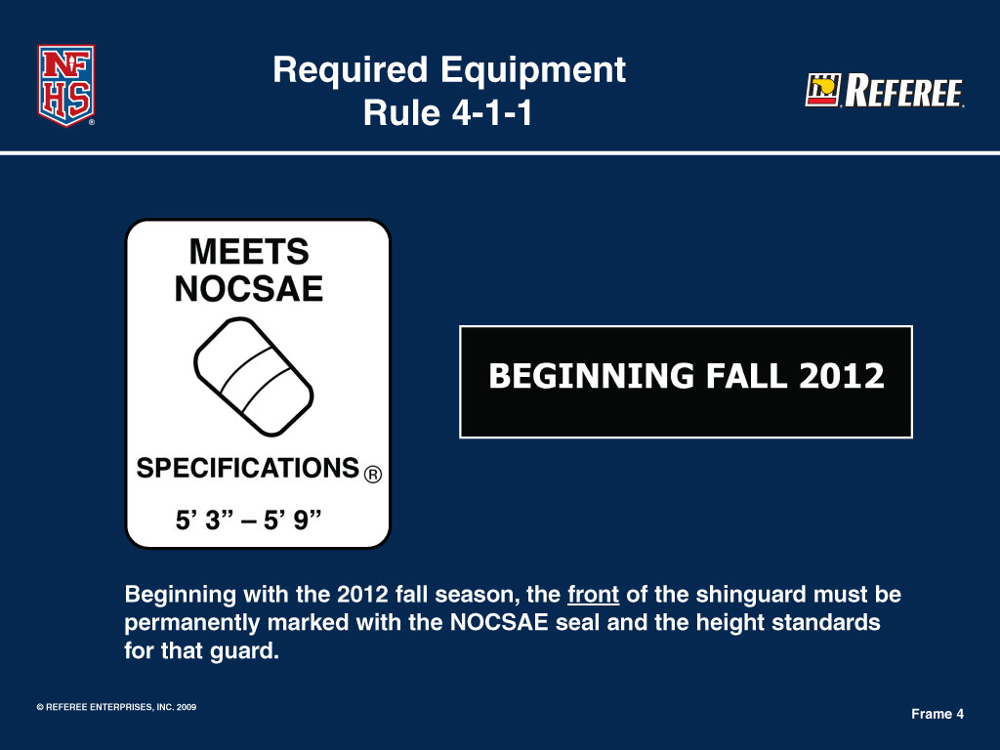 NF
HS
®
Required Equipment
Rule 4-1-1
REFEREE
MEETS
NOCSAE
SPECIFICATIONS ®
5’ 3” – 5’ 9”
BEGINNING FALL 2012
Beginning with the 2012 fall season, the front of the shinguard must be
permanently marked with the NOCSAE seal and the height standards
for that guard.
© REFEREE ENTERPRISES, INC. 2009
Frame 4